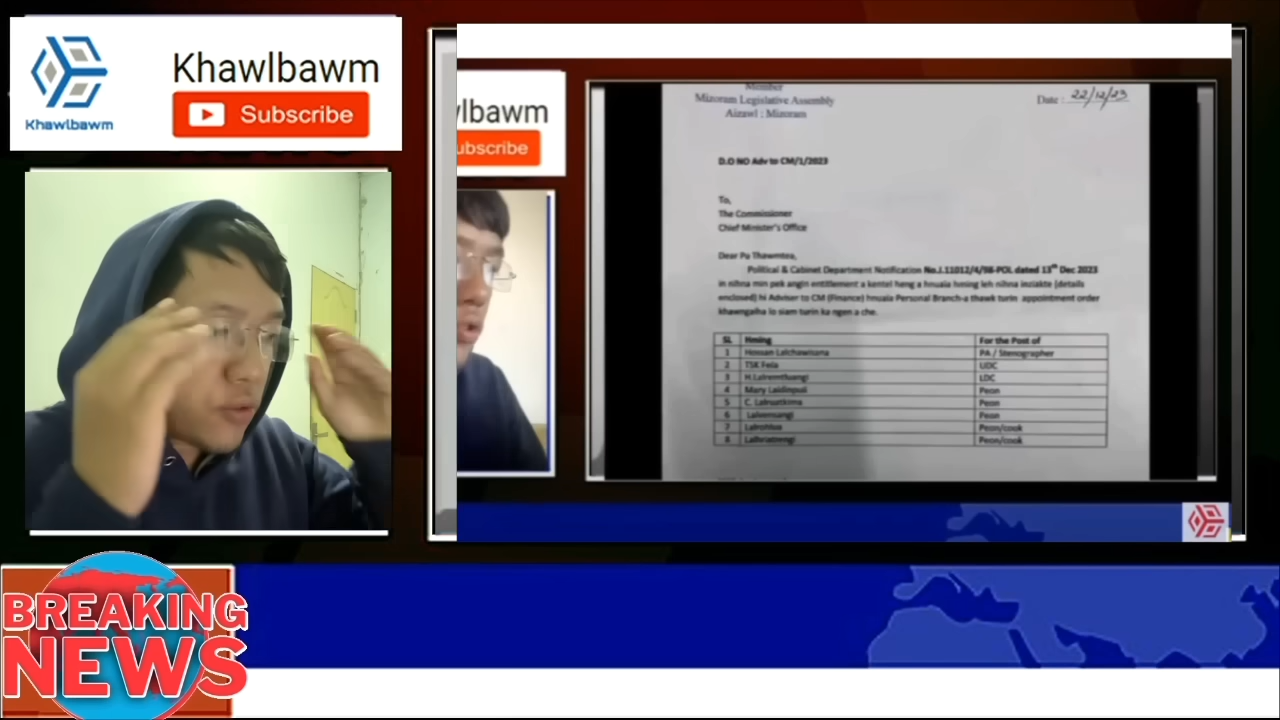 Khawlbawm
Khawlbawm
Subscribe
wlbawm
ubscribe
Member
Mizoram Legislative Assembly
Aizawl : Mizoram
Date : 22/12/23
D.O NO Adv to CM/1/2023
To,
The Commissioner
Chief Minister's Office
Dear Pu Thawmtea,
Political & Cabinet Department Notification No.J.11012/4/98-POL dated 13th Dec 2023
in nihna min pek angin entitlement a kentel hang a hnuaia hming leh nihna inziakte (details
enclosed) hi Adviser to CM (Finance) hnuaia Personal Branch-a thawk turin appointment order
khawngaiha lo siam turin ka ngen a che.
SL Hming For the Post of
1 PA / Stenographer
2 TSK Fela UDC
3 LDC
4 Mary Peon
5 C. Peon
6 Peon
7 Peon/cook
8 Peon/cook
BREAKING
NEWS